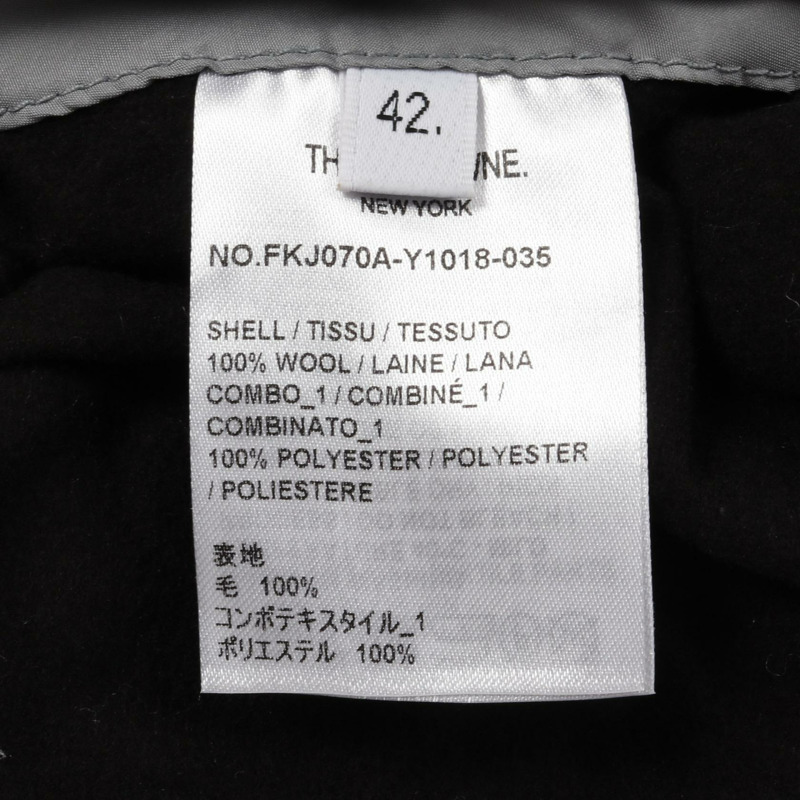 42.
NEW YORK
NO.FKJ070A-Y1018-035
SHELL / TISSU / TESSUTO
100% WOOL / LAINE / LANA
COMBO_1 / COMBINÉ_1 /
COMBINATO_1
100% POLYESTER / POLYESTER
/ POLIESTERE
表地
毛 100%
コンボテキスタイル_1
ポリエステル 100%